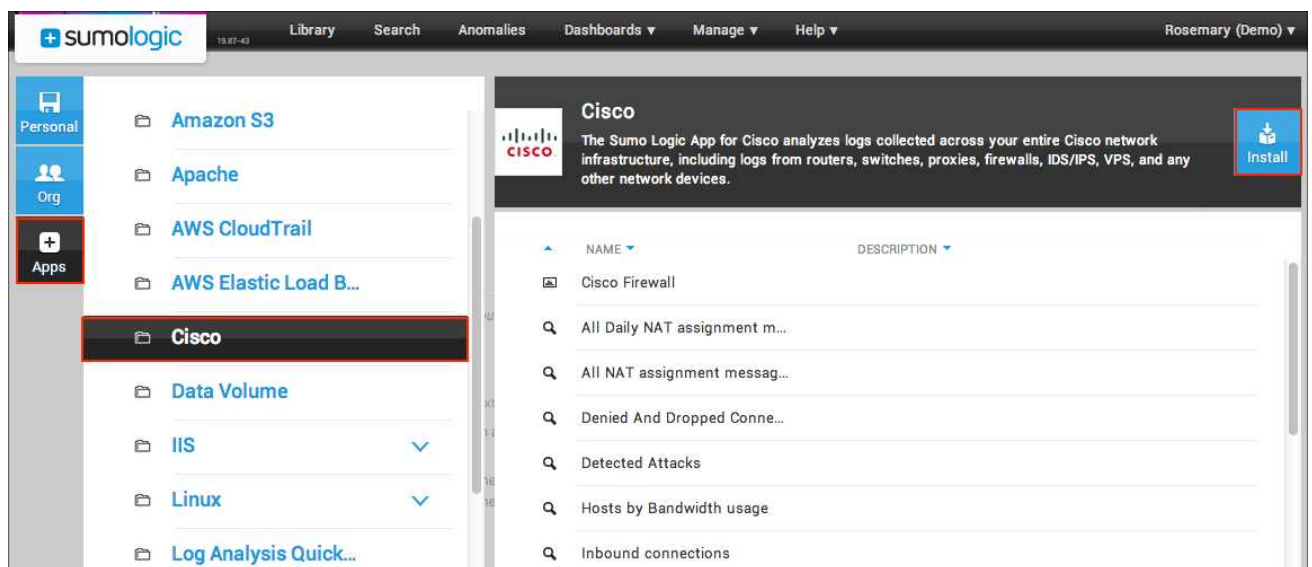 sumologic
19.87-43
Library Search Anomalies Dashboards ▾ Manage ▾ Help ▾ Rosemary (Demo) ▾
Personal
Org
Apps
Amazon S3
Apache
AWS CloudTrail
AWS Elastic Load B...
Cisco
Data Volume
IIS
Linux
Log Analysis Quick...
CISCO
Cisco
The Sumo Logic App for Cisco analyzes logs collected across your entire Cisco network
infrastructure, including logs from routers, switches, proxies, firewalls, IDS/IPS, VPS, and any
other network devices.
Install
NAME ▾ DESCRIPTION ▾
Cisco Firewall
All Daily NAT assignment m...
All NAT assignment messag...
Denied And Dropped Conne...
Detected Attacks
Hosts by Bandwidth usage
Inbound connections